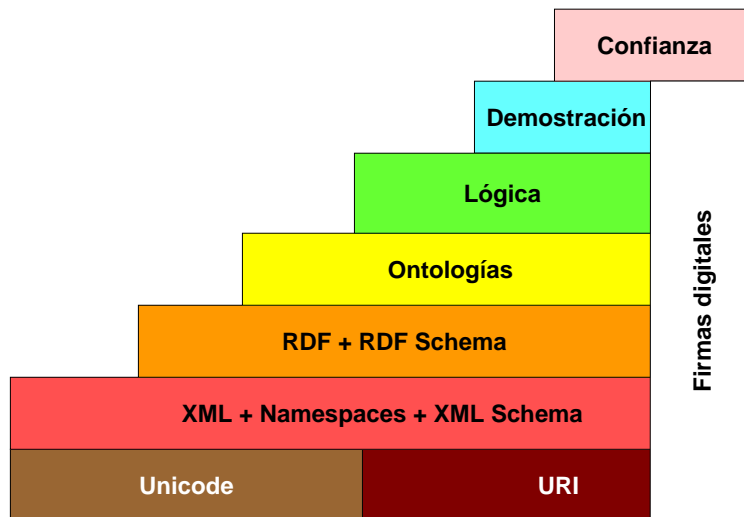 Confianza
Demostración
Lógica
Ontologías
RDF + RDF Schema
XML + Namespaces + XML Schema
Unicode
URI
Firmas digitales